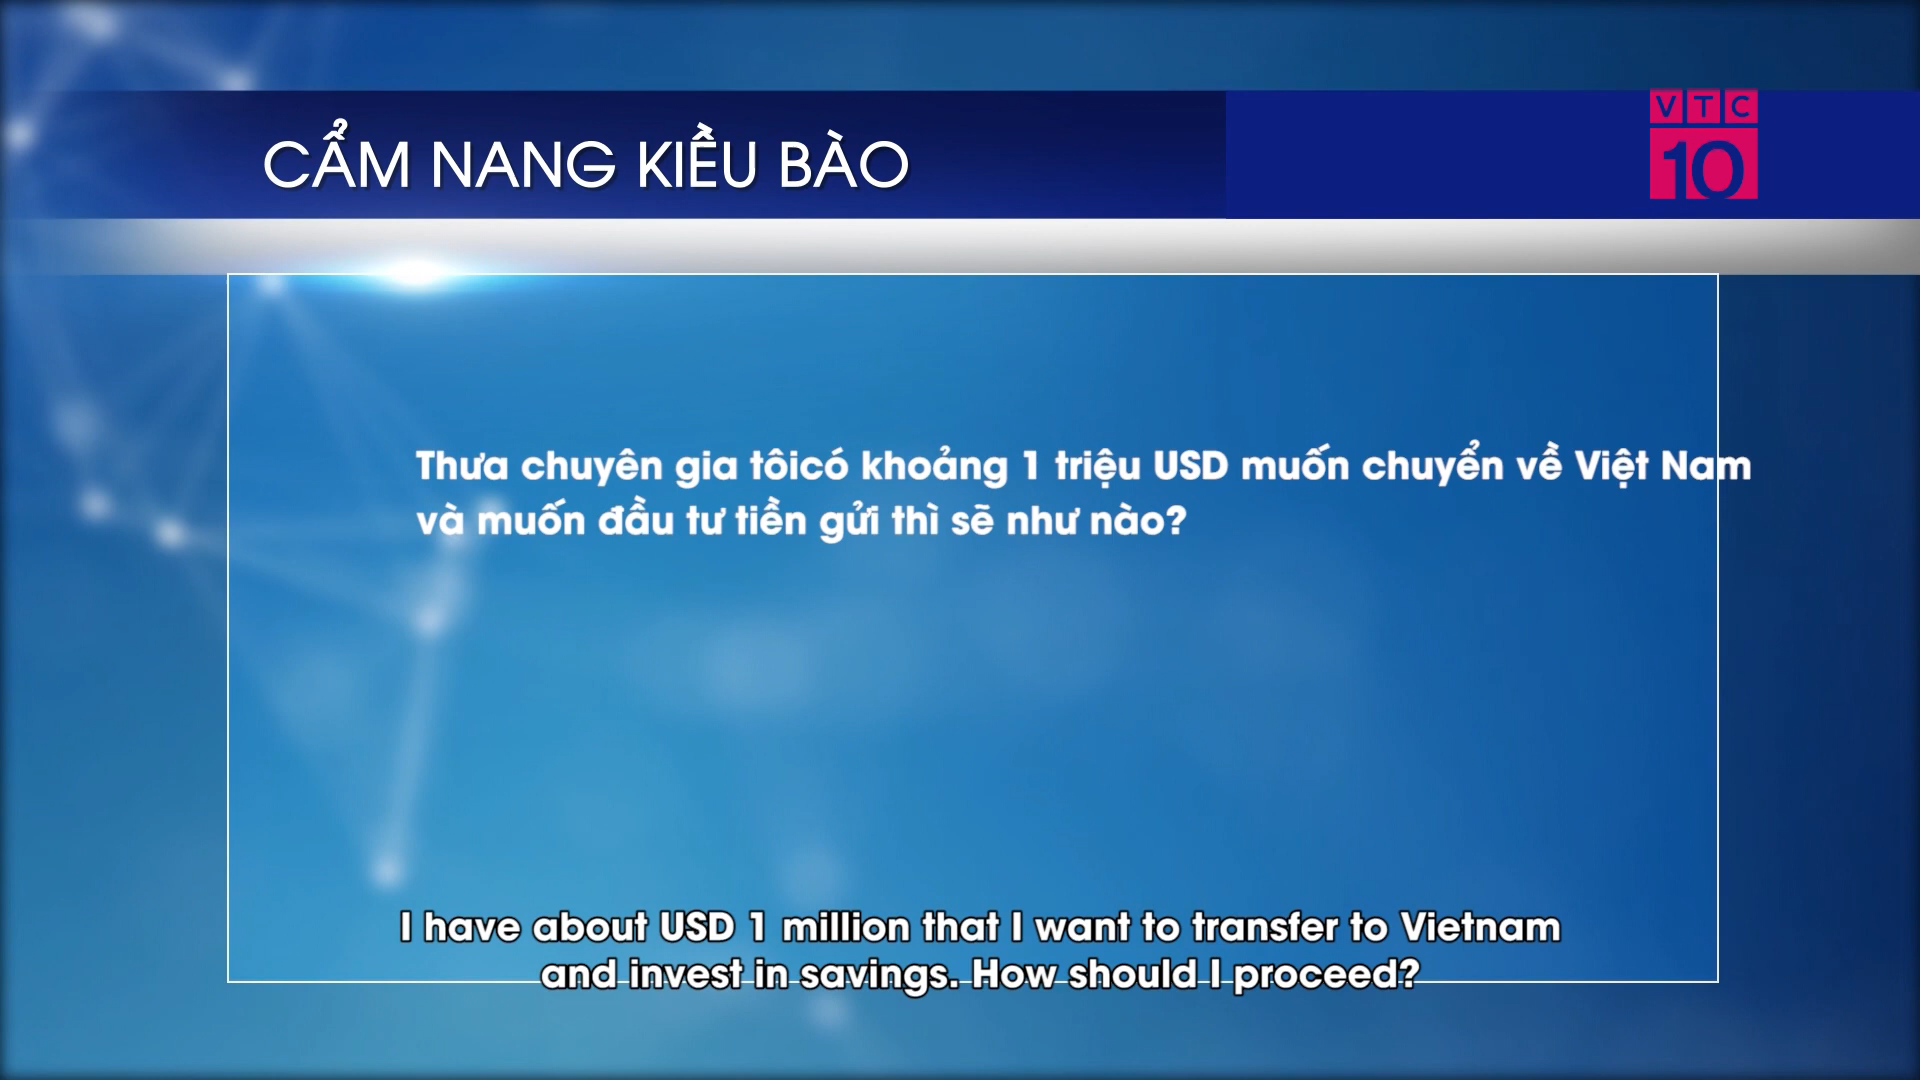 VTC
10
CẨM NANG KIỀU BÀO
Thưa chuyên gia tôicó khoảng 1 triệu USD muốn chuyển về Việt Nam
và muốn đầu tư tiền gửi thì sẽ như nào?
I have about USD 1 million that I want to transfer to Vietnam
and invest in savings. How should I proceed?